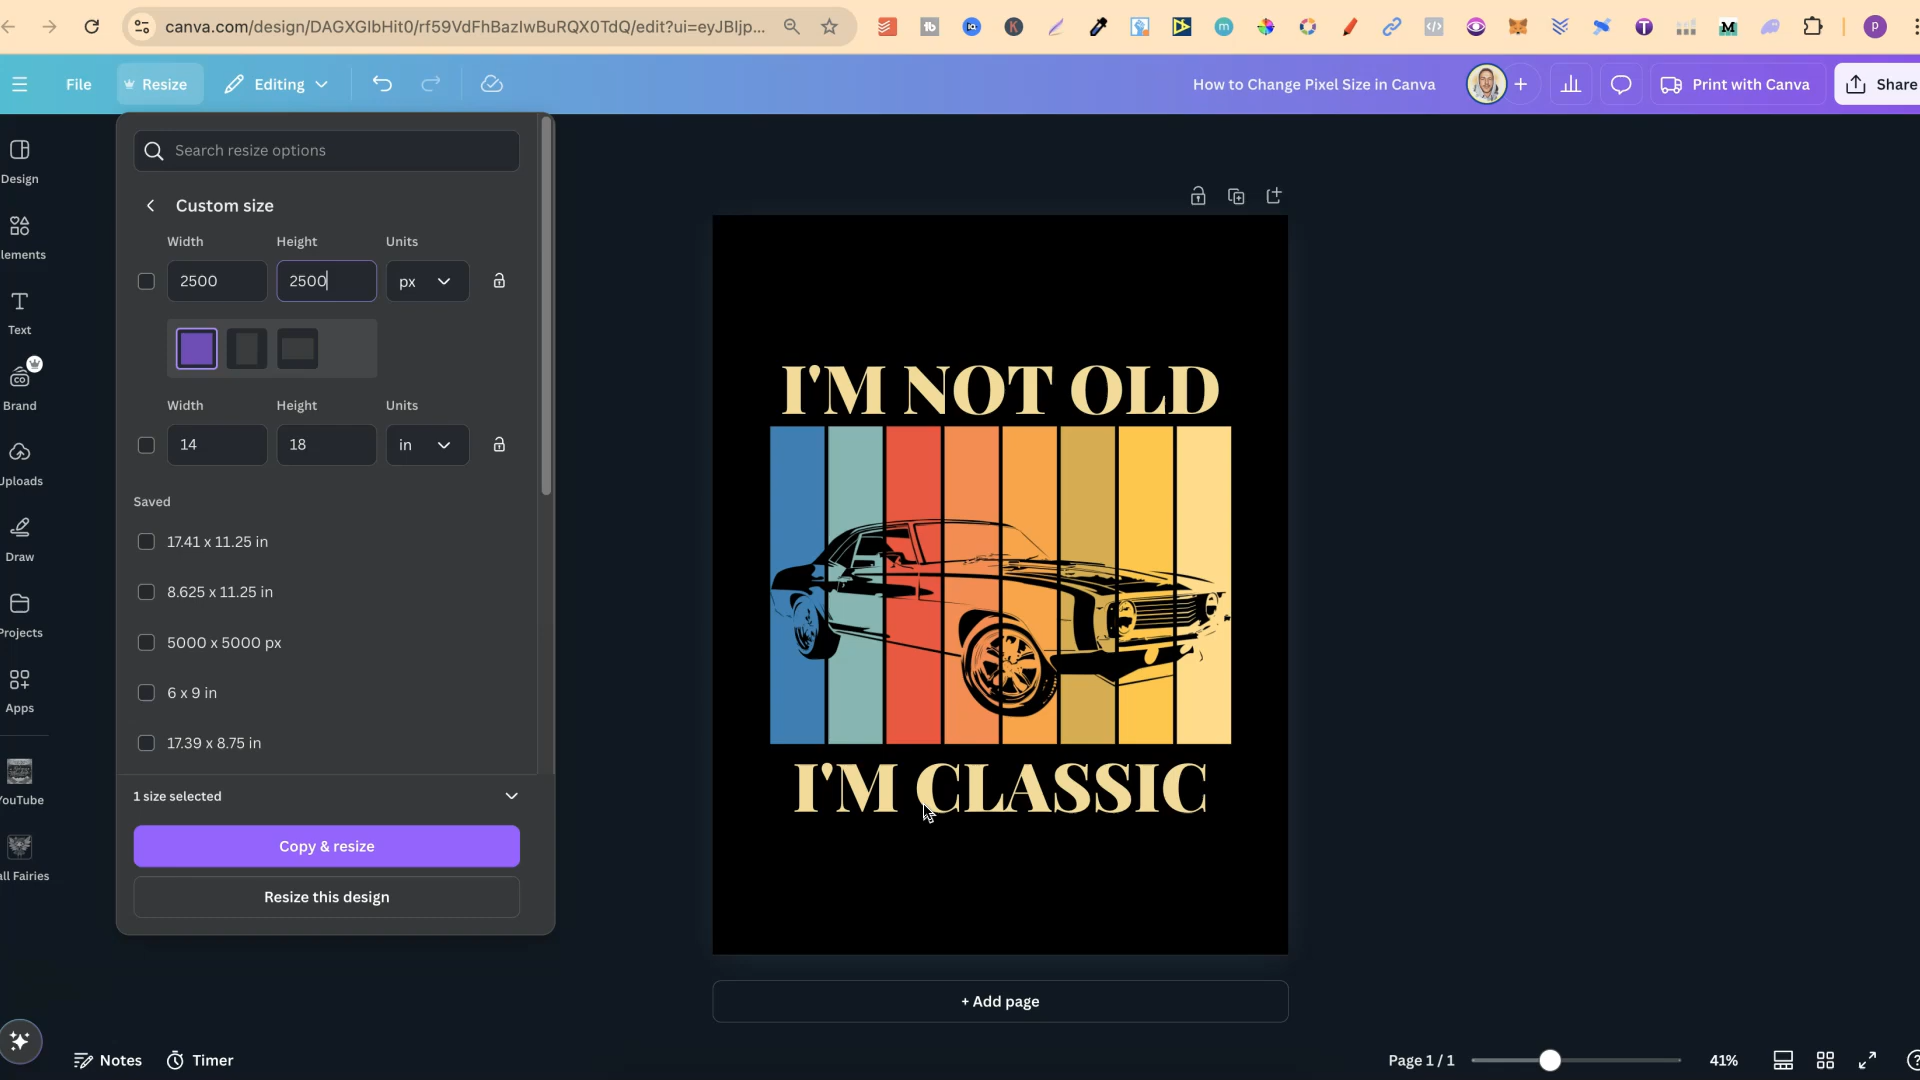 canva.com/design/DAGXGlbHit0/rf59VdFhBazIwBuRQX0TdQ/edit?ui=eyJBIjp...
File
Resize
Editing
How to Change Pixel Size in Canva
Print with Canva
Share
Design
lements
Text
Brand
Uploads
Draw
Projects
Apps
YouTube
all Fairies
Search resize options
Custom size
Width Height Units
2500 2500 px
Width Height Units
14 18 in
Saved
17.41 x 11.25 in
8.625 x 11.25 in
5000 x 5000 px
6 x 9 in
17.39 x 8.75 in
1 size selected
Copy & resize
Resize this design
I'M NOT OLD
I'M CLASSIC
+ Add page
Notes
Timer
Page 1 / 1
41%